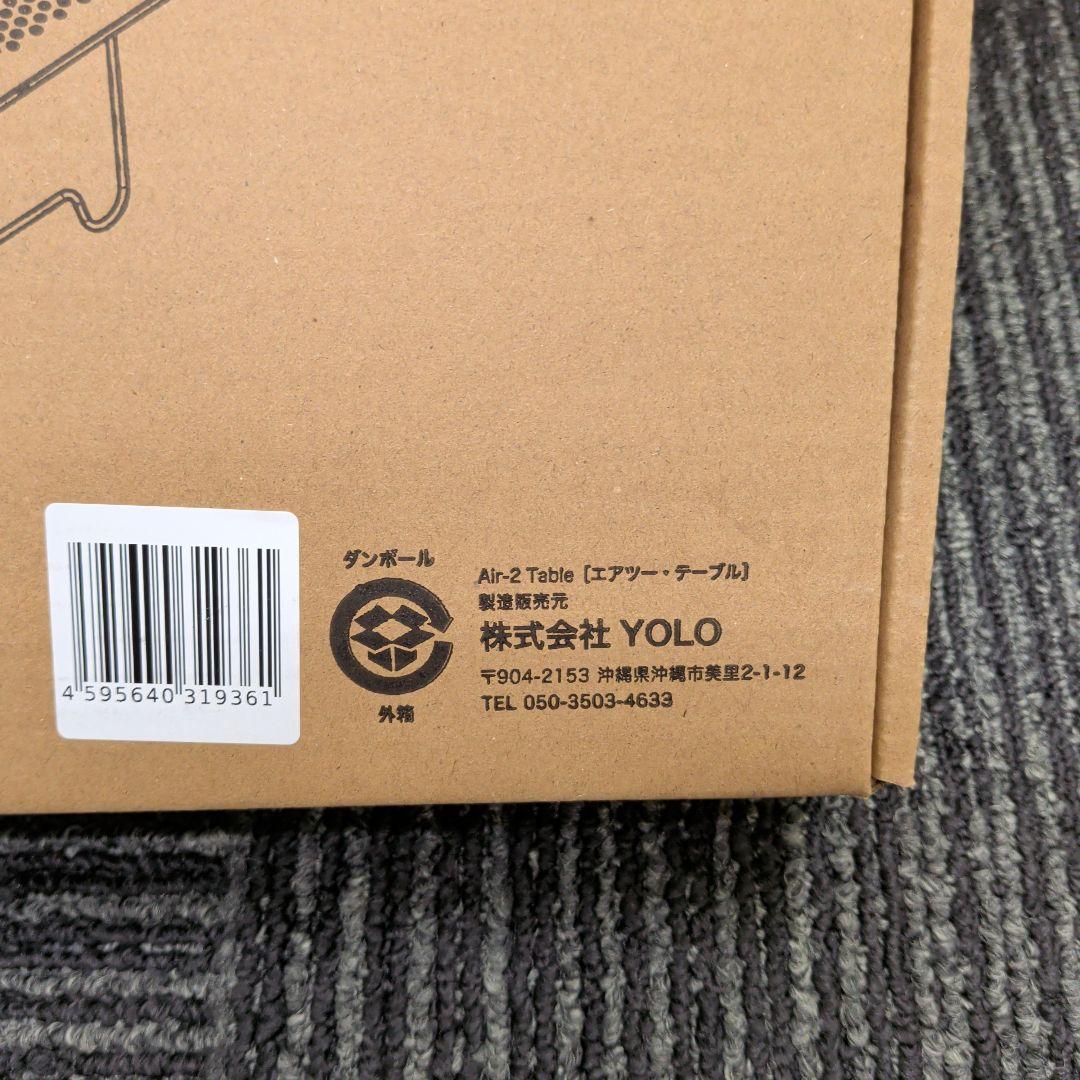 4 595640 319361
ダンボール
外箱
Air-2 Table [エアツー・テーブル]
製造販売元
株式会社 YOLO
〒904-2153 沖縄県沖縄市美里2-1-12
TEL 050-3503-4633